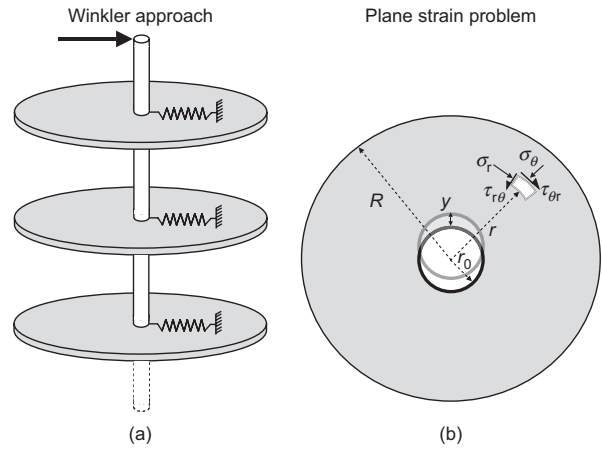 Winkler approach
Plane strain problem
σr
σθ
τrθ
τθr
R
y
r
r0
(a)
(b)